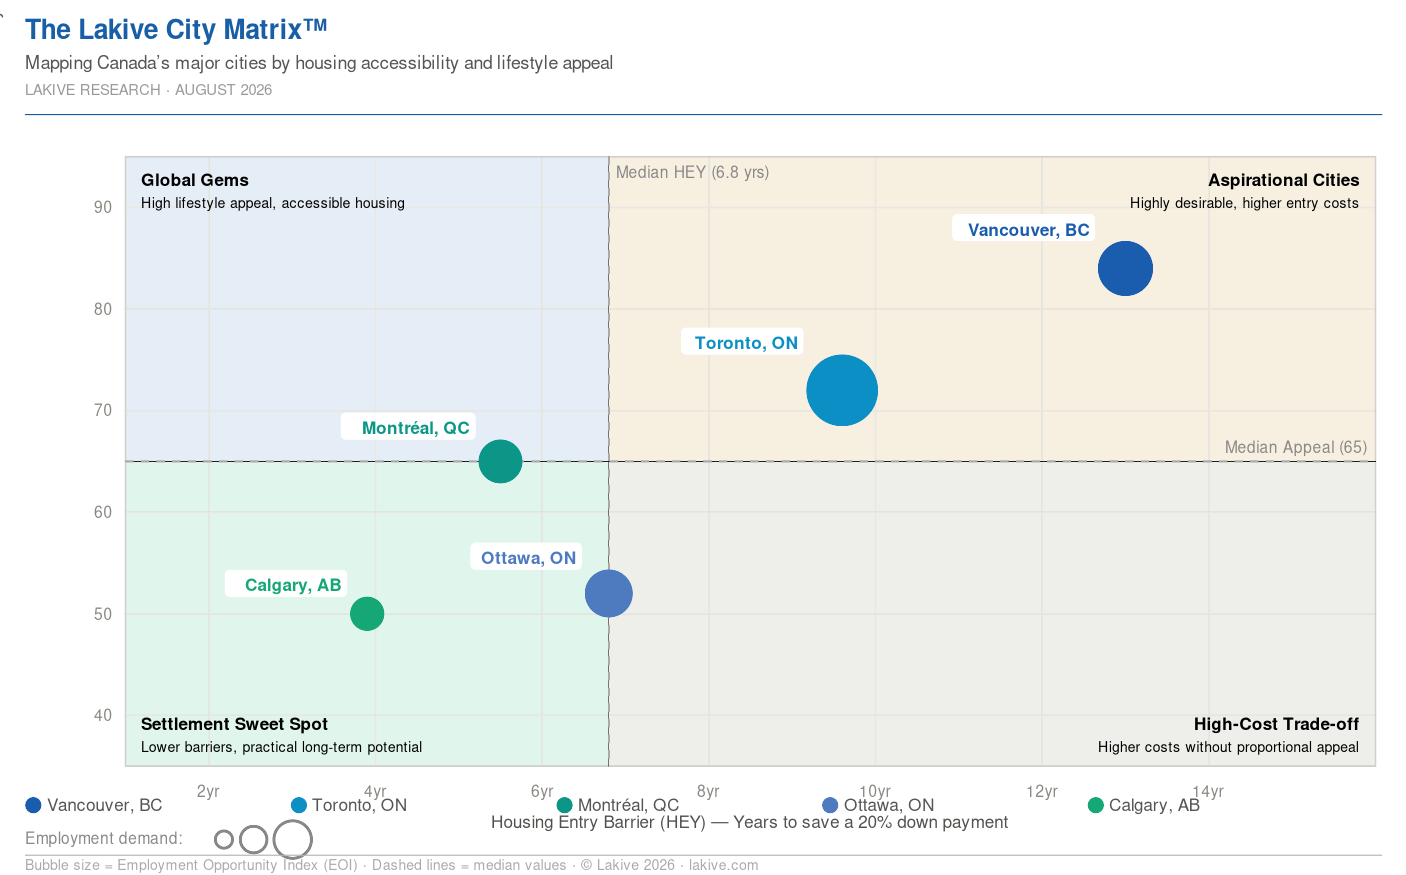 The Lakive City Matrix™
Mapping Canada's major cities by housing accessibility and lifestyle appeal
LAKIVE RESEARCH · AUGUST 2026
Median HEY (6.8 yrs)
Global Gems
High lifestyle appeal, accessible housing
Aspirational Cities
Highly desirable, higher entry costs
90
Vancouver, BC
80
Toronto, ON
70
Montréal, QC
Median Appeal (65)
60
Ottawa, ON
Calgary, AB
50
40
Settlement Sweet Spot
Lower barriers, practical long-term potential
High-Cost Trade-off
Higher costs without proportional appeal
2yr 4yr 6yr 8yr 10yr 12yr 14yr
Vancouver, BC Toronto, ON Montréal, QC Ottawa, ON Calgary, AB
Housing Entry Barrier (HEY) — Years to save a 20% down payment
Employment demand:
Bubble size = Employment Opportunity Index (EOI) · Dashed lines = median values · © Lakive 2026 · lakive.com